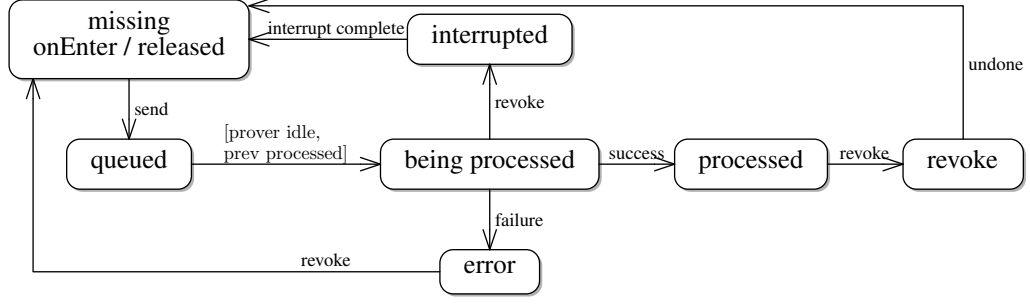 missing
onEnter / released
interrupt complete
interrupted
undone
send
revoke
[prover idle,
prev processed]
queued
being processed
success
processed
revoke
revoke
failure
revoke
error